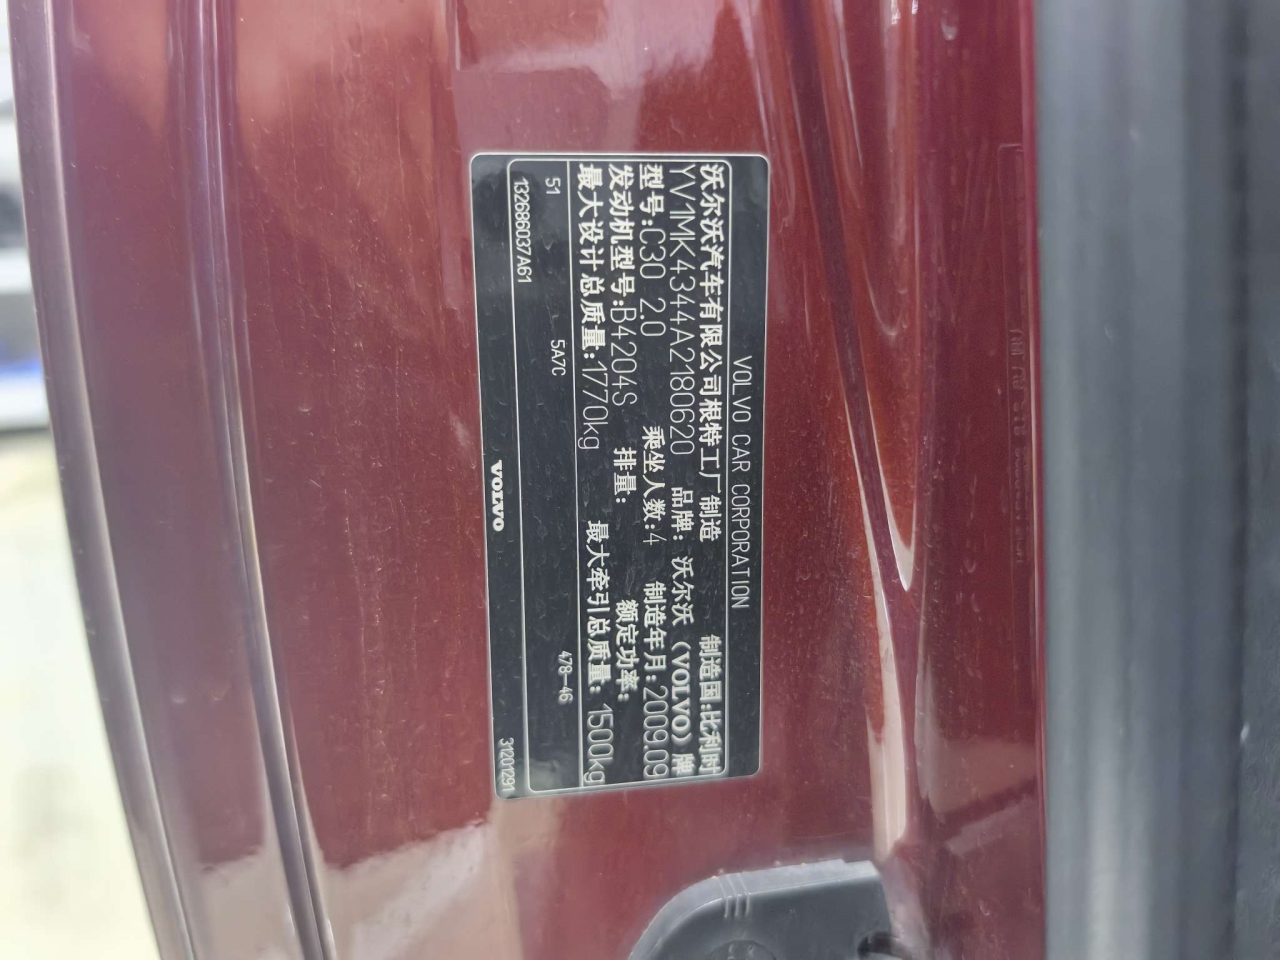 VOLVO CAR CORPORATION
沃尔沃汽车有限公司根特工厂制造 制造国:比利时
YV1MK4344A2180620 品牌: 沃尔沃 (VOLVO) 牌
型号:C30 2.0 乘坐人数:4 制造年月:2009.09
发动机型号:B4204S 排量: 额定功率:
最大设计总质量:1770kg 最大牵引总质量: 1500kg
51 5A7C 478-46
132686037A61
VOLVO 31201291